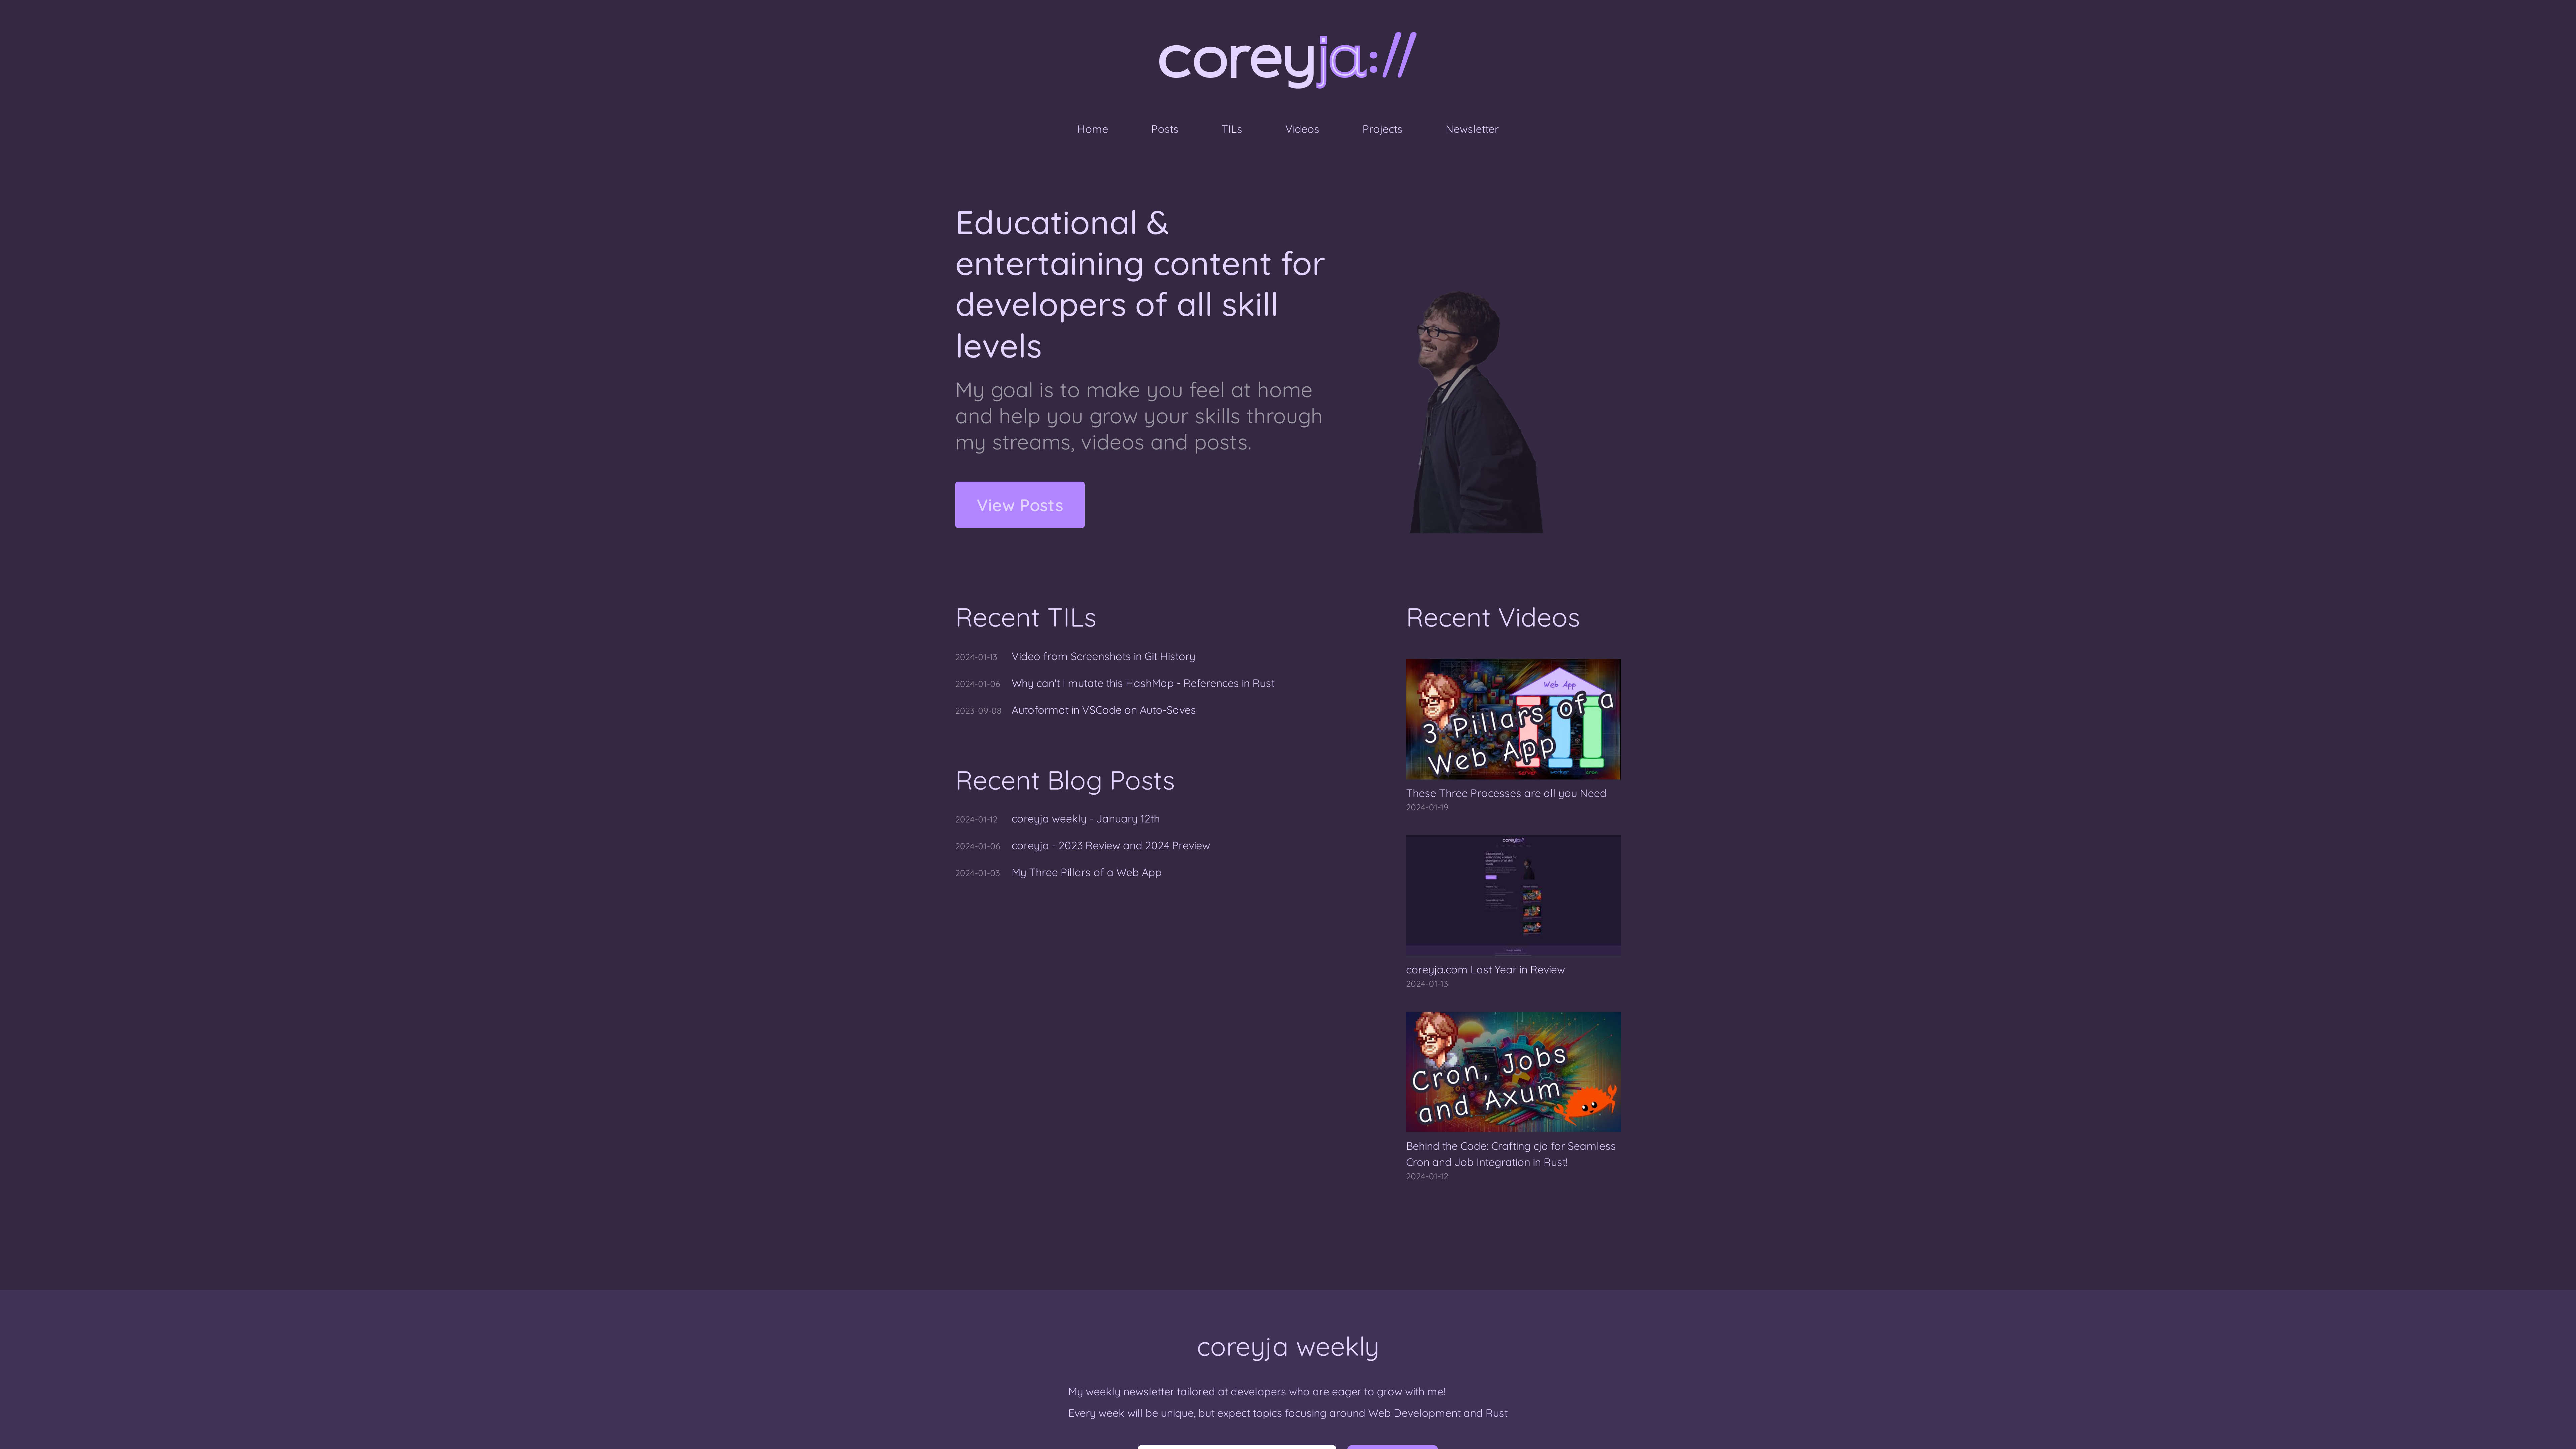 coreyja://
Home Posts TILs Videos Projects Newsletter
Educational &
entertaining content for
developers of all skill
levels
My goal is to make you feel at home
and help you grow your skills through
my streams, videos and posts.
View Posts
Recent TILs
2024-01-13 Video from Screenshots in Git History
2024-01-06 Why can't I mutate this HashMap - References in Rust
2023-09-08 Autoformat in VSCode on Auto-Saves
Recent Blog Posts
2024-01-12 coreyja weekly - January 12th
2024-01-06 coreyja - 2023 Review and 2024 Preview
2024-01-03 My Three Pillars of a Web App
Recent Videos
Web App
3 Pillars of a
Web App
server worker cron
These Three Processes are all you Need
2024-01-19
coreyja://
coreyja.com Last Year in Review
2024-01-13
Cron, Jobs
and Axum
Behind the Code: Crafting cja for Seamless
Cron and Job Integration in Rust!
2024-01-12
coreyja weekly
My weekly newsletter tailored at developers who are eager to grow with me!
Every week will be unique, but expect topics focusing around Web Development and Rust